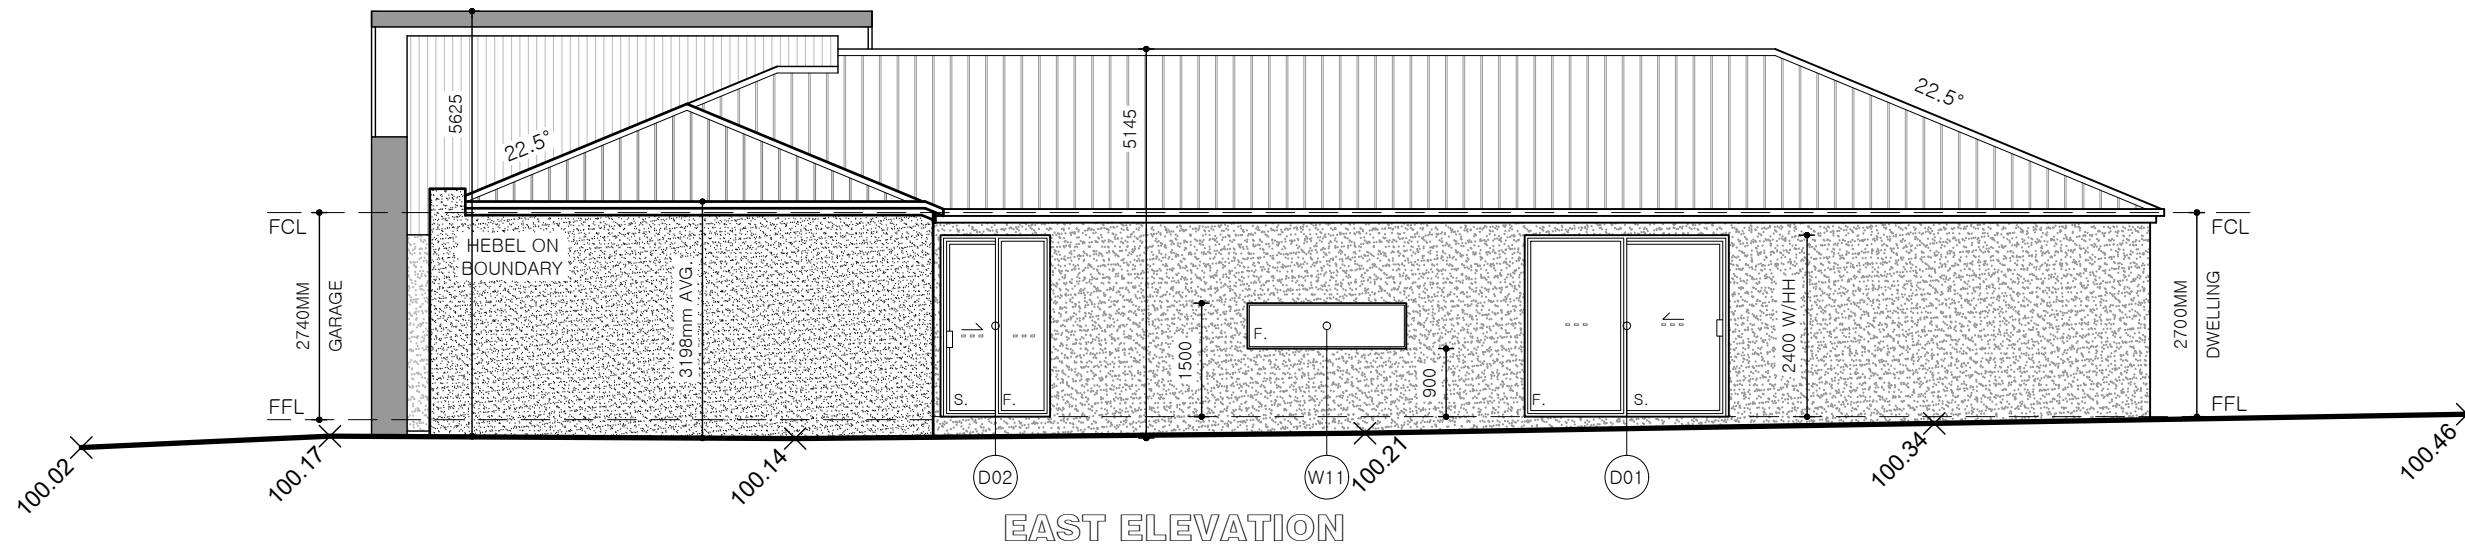 5625
5145
22.5°
22.5°
FCL
HEBEL ON
BOUNDARY
2740MM
GARAGE
3198mm AVG.
FFL
S.
F.
1500
F.
900
F.
S.
2400 W/HH
2700MM
DWELLING
FCL
FFL
100.02
100.17
100.14
D02
W11
100.21
D01
100.34
100.46
EAST ELEVATION